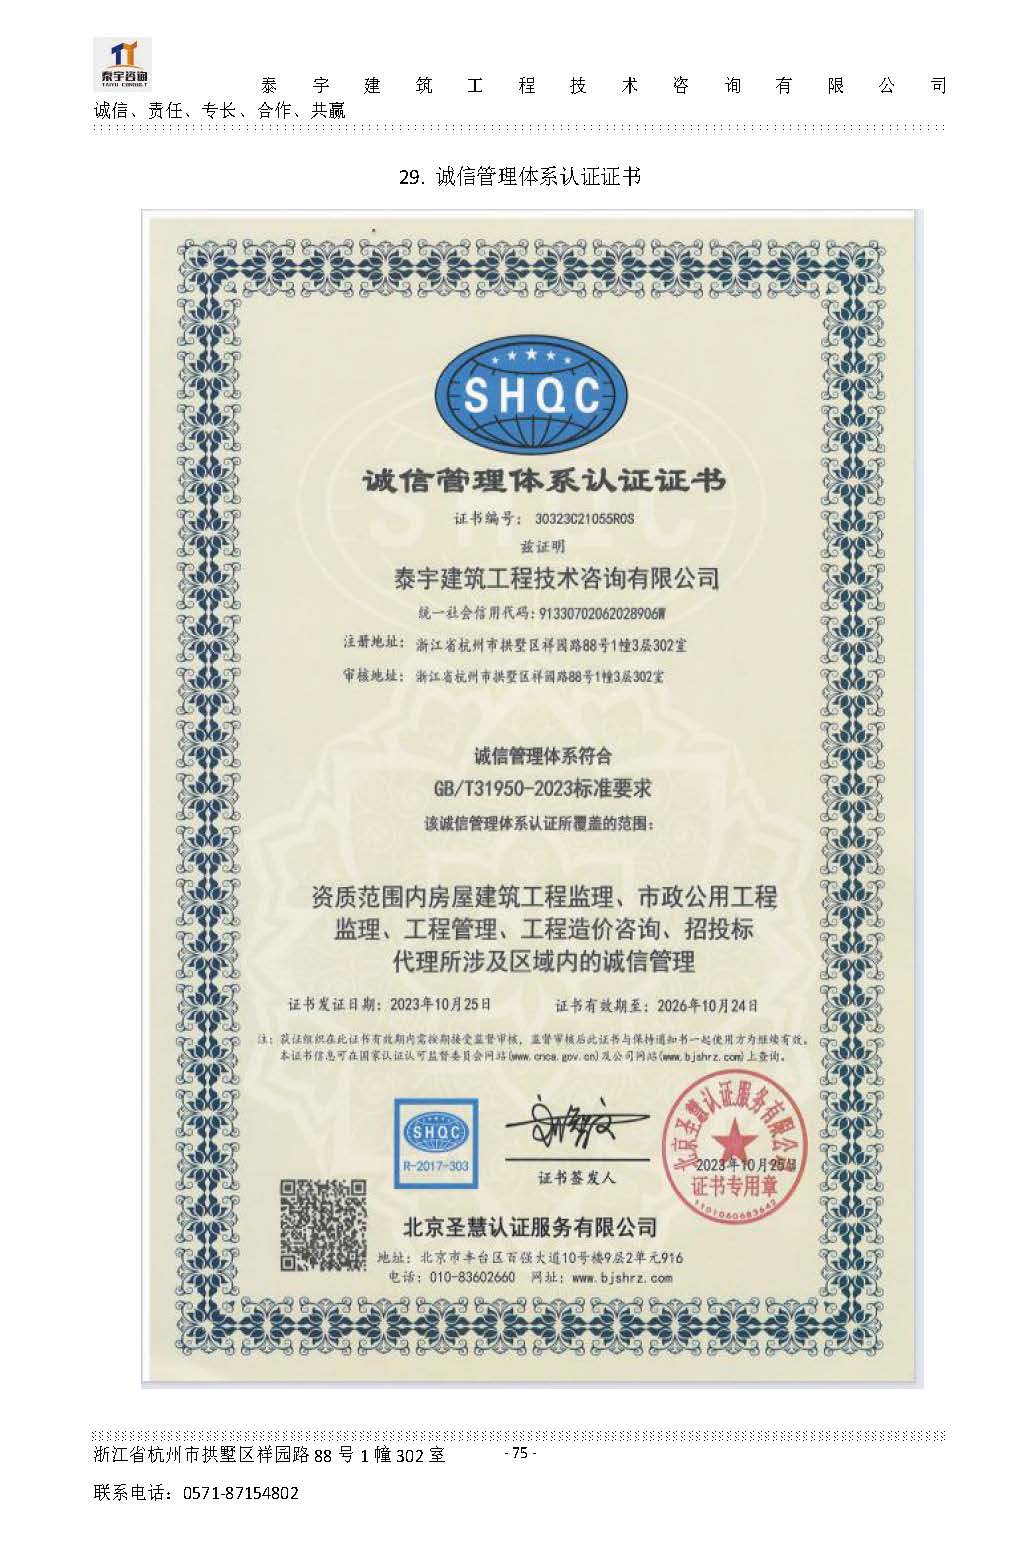 泰宇咨询
TAIYU CONSULT
泰宇建筑工程技术咨询有限公司
诚信、责任、专长、合作、共赢
29. 诚信管理体系认证证书
SHQC
诚信管理体系认证证书
证书编号： 30323C21055R0S
兹证明
泰宇建筑工程技术咨询有限公司
统一社会信用代码：91330702062028906W
注册地址： 浙江省杭州市拱墅区祥园路88号1幢3层302室
审核地址： 浙江省杭州市拱墅区祥园路88号1幢3层302室
诚信管理体系符合
GB/T31950-2023标准要求
该诚信管理体系认证所覆盖的范围：
资质范围内房屋建筑工程监理、市政公用工程
监理、工程管理、工程造价咨询、招投标
代理所涉及区域内的诚信管理
证书发证日期：2023年10月25日 证书有效期至：2026年10月24日
注：获证组织在此证书有效期内需按期接受监督审核，监督审核后此证书与保持通知书一起使用方为继续有效。
本证书信息可在国家认证认可监督委员会网站(www.cnca.gov.cn)及公司网站(www.bjshrz.com)上查询。
SHQC
R-2017-303
证书签发人
北京圣慧认证服务有限公司
2023年10月25日
证书专用章
1101060683642
北京圣慧认证服务有限公司
地址：北京市丰台区百强大道10号楼9层2单元916
电话：010-83602660 网址：www.bjshrz.com
浙江省杭州市拱墅区祥园路 88 号 1 幢 302 室 - 75 -
联系电话：0571-87154802